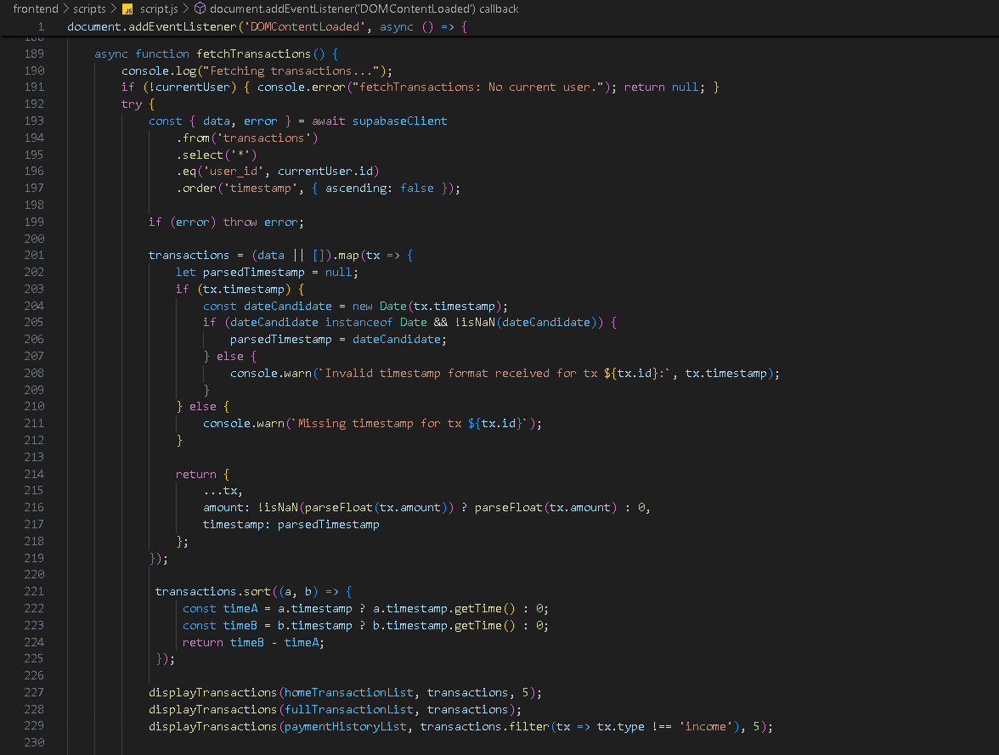 frontend > scripts > JS script.js > document.addEventListener('DOMContentLoaded') callback
1 document.addEventListener('DOMContentLoaded', async () => {
188
189 async function fetchTransactions() {
190 console.log("Fetching transactions...");
191 if (!currentUser) { console.error("fetchTransactions: No current user."); return null; }
192 try {
193 const { data, error } = await supabaseClient
194 .from('transactions')
195 .select('*')
196 .eq('user_id', currentUser.id)
197 .order('timestamp', { ascending: false });
198
199 if (error) throw error;
200
201 transactions = (data || []).map(tx => {
202 let parsedTimestamp = null;
203 if (tx.timestamp) {
204 const dateCandidate = new Date(tx.timestamp);
205 if (dateCandidate instanceof Date && !isNaN(dateCandidate)) {
206 parsedTimestamp = dateCandidate;
207 } else {
208 console.warn(`Invalid timestamp format received for tx ${tx.id}:`, tx.timestamp);
209 }
210 } else {
211 console.warn(`Missing timestamp for tx ${tx.id}`);
212 }
213
214 return {
215 ...tx,
216 amount: !isNaN(parseFloat(tx.amount)) ? parseFloat(tx.amount) : 0,
217 timestamp: parsedTimestamp
218 };
219 });
220
221 transactions.sort((a, b) => {
222 const timeA = a.timestamp ? a.timestamp.getTime() : 0;
223 const timeB = b.timestamp ? b.timestamp.getTime() : 0;
224 return timeB - timeA;
225 });
226
227 displayTransactions(homeTransactionList, transactions, 5);
228 displayTransactions(fullTransactionList, transactions);
229 displayTransactions(paymentHistoryList, transactions.filter(tx => tx.type !== 'income'), 5);
230